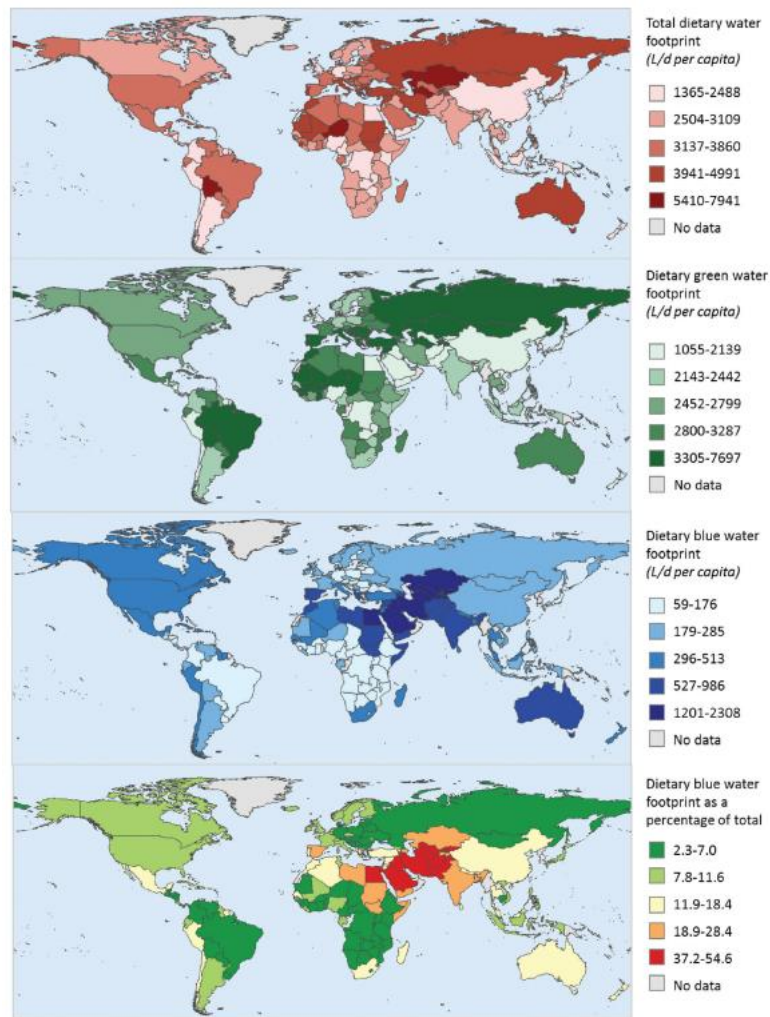 Total dietary water
footprint
(L/d per capita)
1365-2488
2504-3109
3137-3860
3941-4991
5410-7941
No data
Dietary green water
footprint
(L/d per capita)
1055-2139
2143-2442
2452-2799
2800-3287
3305-7697
No data
Dietary blue water
footprint
(L/d per capita)
59-176
179-285
296-513
527-986
1201-2308
No data
Dietary blue water
footprint as a
percentage of total
2.3-7.0
7.8-11.6
11.9-18.4
18.9-28.4
37.2-54.6
No data